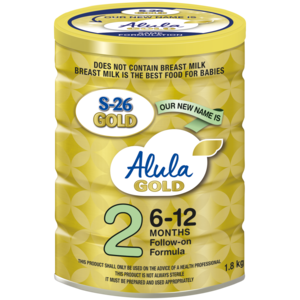 OUR NEW NAME IS
DOES NOT CONTAIN BREAST MILK
BREAST MILK IS THE BEST FOOD FOR BABIES
S-26
GOLD
OUR NEW NAME IS
Alula
GOLD
2
6-12
MONTHS
Follow-on
Formula
1.8 kg
THIS PRODUCT SHALL ONLY BE USED ON THE ADVICE OF A HEALTH PROFESSIONAL
THIS PRODUCT IS NOT ALWAYS STERILE
IT MUST BE PREPARED AND USED APPROPRIATELY